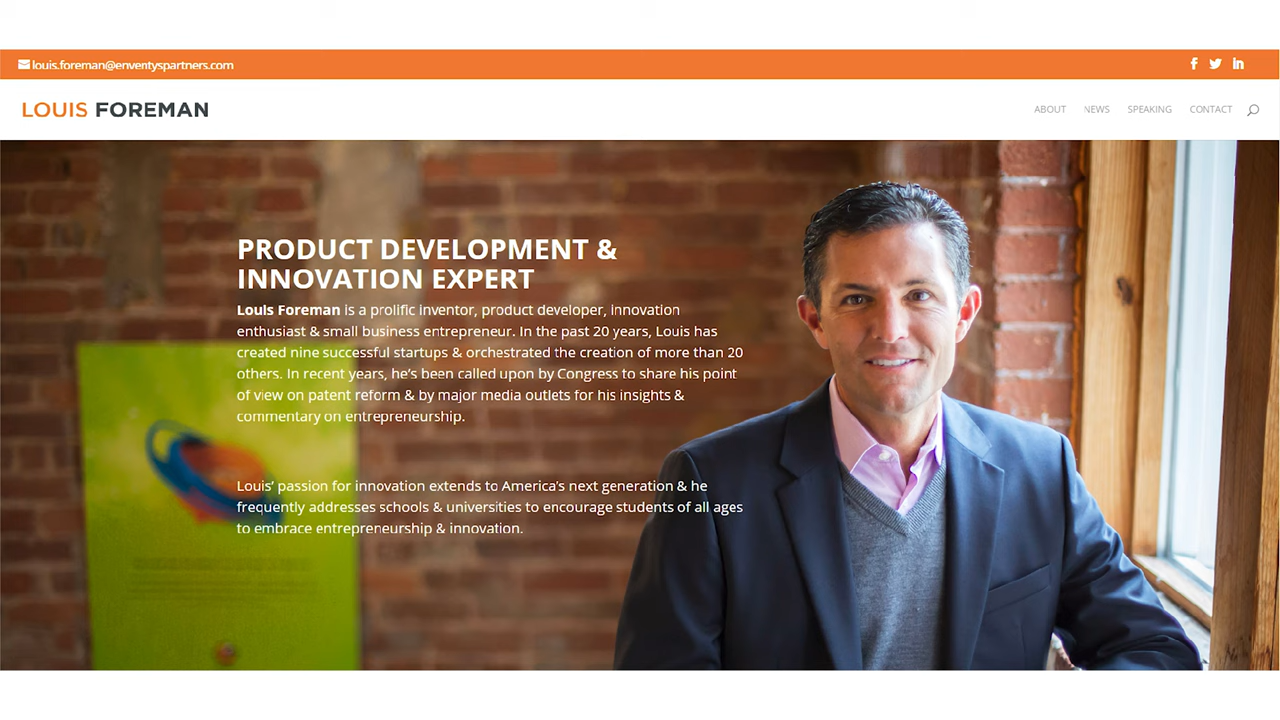 louis.foreman@enventyspartners.com
LOUIS FOREMAN
ABOUT NEWS SPEAKING CONTACT
PRODUCT DEVELOPMENT &
INNOVATION EXPERT
Louis Foreman is a prolific inventor, product developer, innovation
enthusiast & small business entrepreneur. In the past 20 years, Louis has
created nine successful startups & orchestrated the creation of more than 20
others. In recent years, he's been called upon by Congress to share his point
of view on patent reform & by major media outlets for his insights &
commentary on entrepreneurship.
Louis' passion for innovation extends to America's next generation & he
frequently addresses schools & universities to encourage students of all ages
to embrace entrepreneurship & innovation.